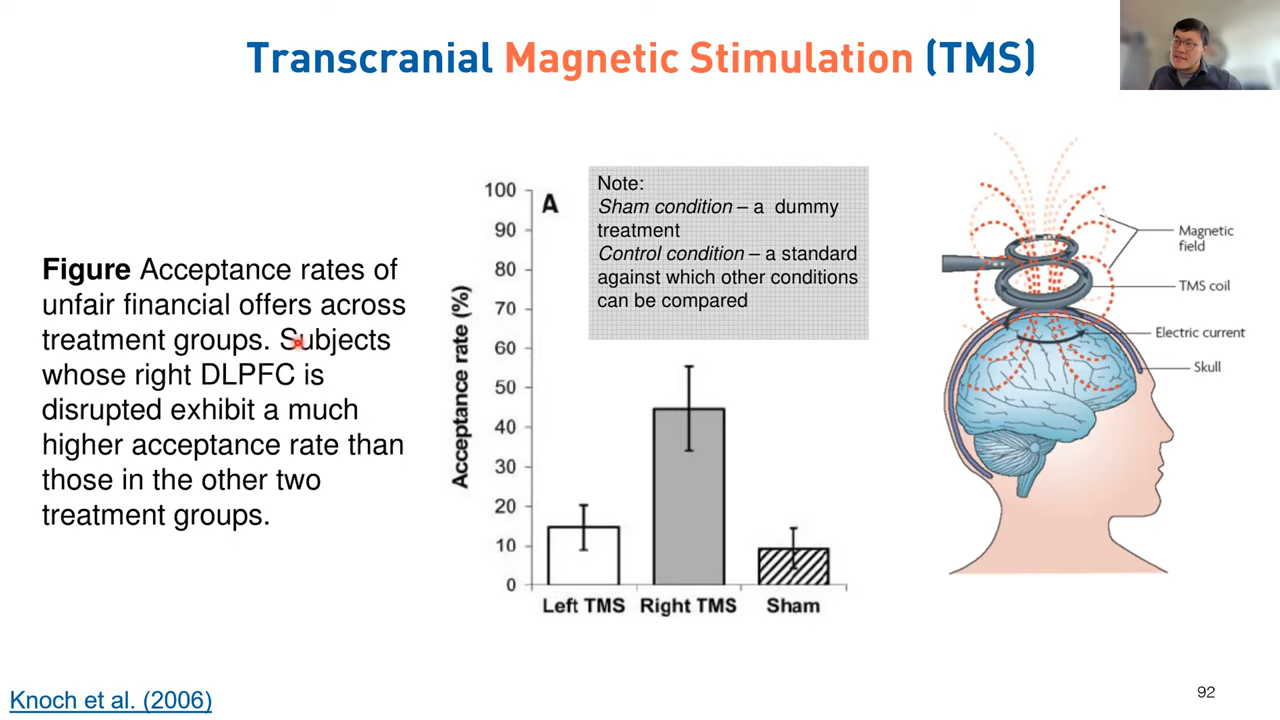 Transcranial Magnetic Stimulation (TMS)
Figure Acceptance rates of
unfair financial offers across
treatment groups. Subjects
whose right DLPFC is
disrupted exhibit a much
higher acceptance rate than
those in the other two
treatment groups.
A
Note:
Sham condition – a dummy
treatment
Control condition – a standard
against which other conditions
can be compared
Acceptance rate (%)
100
90
80
70
60
50
40
30
20
10
0
Left TMS
Right TMS
Sham
Magnetic
field
TMS coil
Electric current
Skull
Knoch et al. (2006)
92